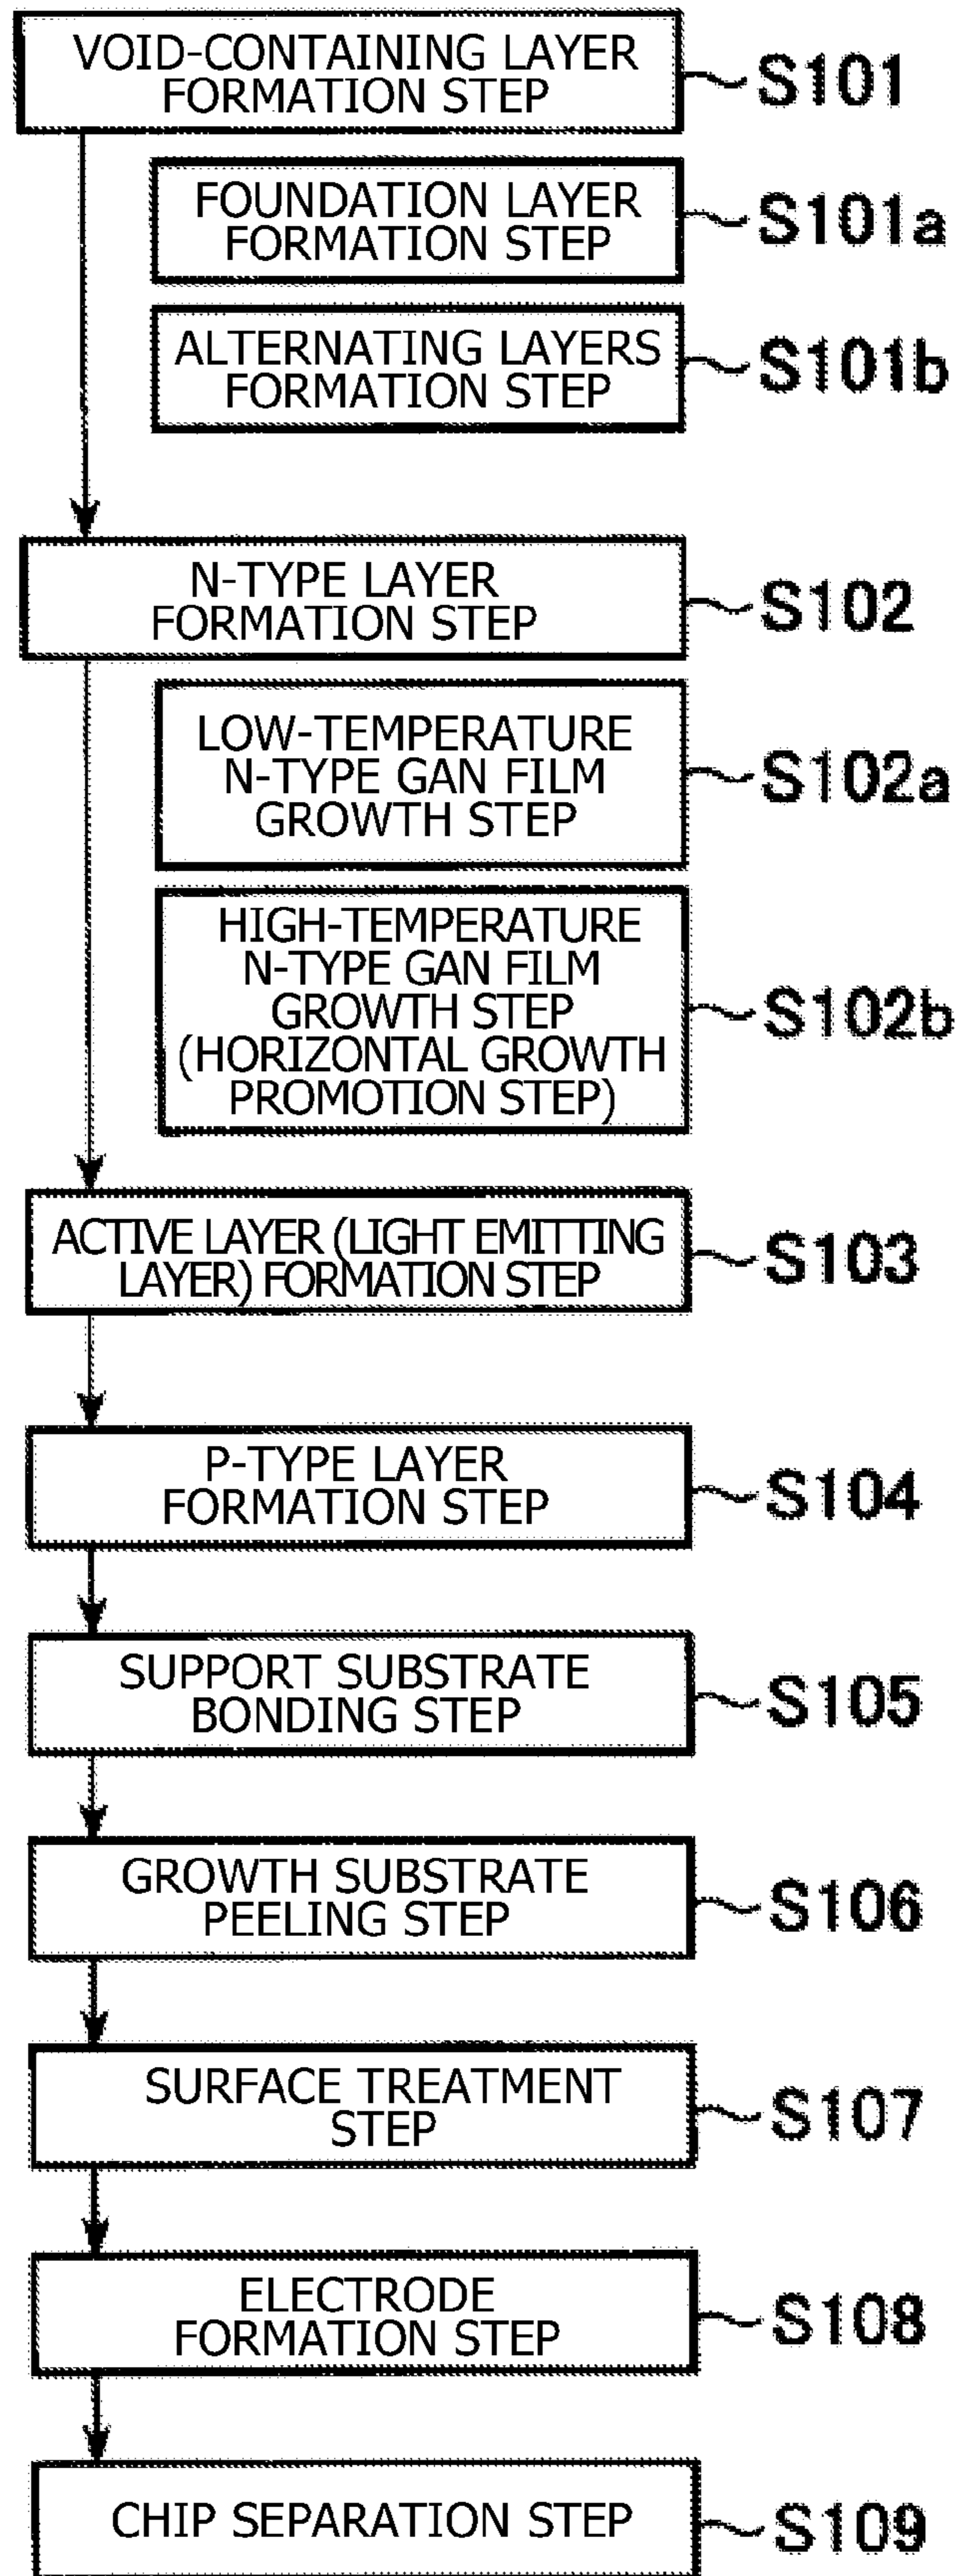 VOID-CONTAINING LAYER
FORMATION STEP
S101
FOUNDATION LAYER
FORMATION STEP
S101a
ALTERNATING LAYERS
FORMATION STEP
S101b
N-TYPE LAYER
FORMATION STEP
S102
LOW-TEMPERATURE
N-TYPE GAN FILM
GROWTH STEP
S102a
HIGH-TEMPERATURE
N-TYPE GAN FILM
GROWTH STEP
(HORIZONTAL GROWTH
PROMOTION STEP)
S102b
ACTIVE LAYER (LIGHT EMITTING
LAYER) FORMATION STEP
S103
P-TYPE LAYER
FORMATION STEP
S104
SUPPORT SUBSTRATE
BONDING STEP
S105
GROWTH SUBSTRATE
PEELING STEP
S106
SURFACE TREATMENT
STEP
S107
ELECTRODE
FORMATION STEP
S108
CHIP SEPARATION STEP
S109